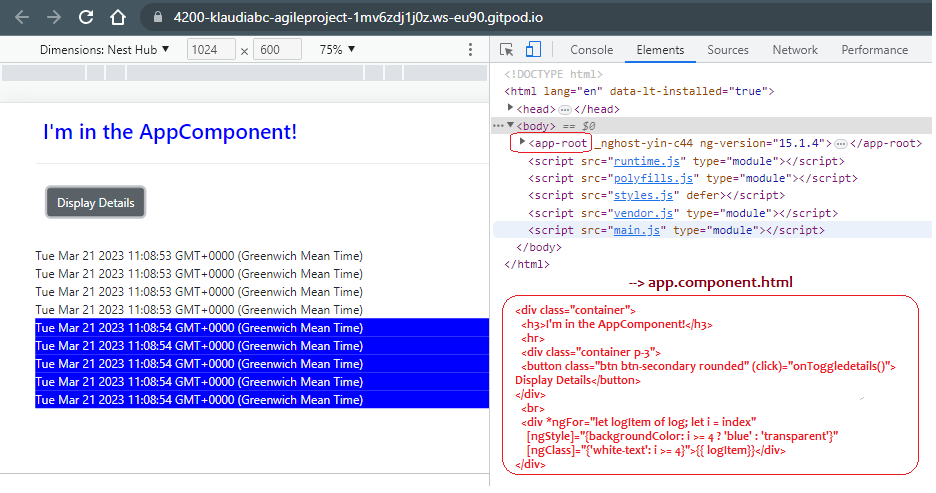 4200-klaudiabc-agileproject-1mv6zdj1j0z.ws-eu90.gitpod.io
Dimensions: Nest Hub ▼ 1024 × 600 75% ▼
Console Elements Sources Network Performance
I'm in the AppComponent!
Display Details
Tue Mar 21 2023 11:08:53 GMT+0000 (Greenwich Mean Time)
Tue Mar 21 2023 11:08:53 GMT+0000 (Greenwich Mean Time)
Tue Mar 21 2023 11:08:53 GMT+0000 (Greenwich Mean Time)
Tue Mar 21 2023 11:08:53 GMT+0000 (Greenwich Mean Time)
Tue Mar 21 2023 11:08:54 GMT+0000 (Greenwich Mean Time)
Tue Mar 21 2023 11:08:54 GMT+0000 (Greenwich Mean Time)
Tue Mar 21 2023 11:08:54 GMT+0000 (Greenwich Mean Time)
Tue Mar 21 2023 11:08:54 GMT+0000 (Greenwich Mean Time)
Tue Mar 21 2023 11:08:54 GMT+0000 (Greenwich Mean Time)
<!DOCTYPE html>
<html lang="en" data-lt-installed="true">
<head> … </head>
<body> == $0
<app-root _nghost-yin-c44 ng-version="15.1.4"> … </app-root>
<script src="runtime.js" type="module"></script>
<script src="polyfills.js" type="module"></script>
<script src="styles.js" defer></script>
<script src="vendor.js" type="module"></script>
<script src="main.js" type="module"></script>
</body>
</html>
--> app.component.html
<div class="container">
<h3>I'm in the AppComponent!</h3>
<hr>
<div class="container p-3">
<button class="btn btn-secondary rounded" (click)="onToggledetails()">
Display Details</button>
</div>
<br>
<div *ngFor="let logItem of log; let i = index"
[ngStyle]="{backgroundColor: i >= 4 ? 'blue' : 'transparent'}"
[ngClass]="{'white-text': i >= 4}">{{ logItem}}</div>
</div>